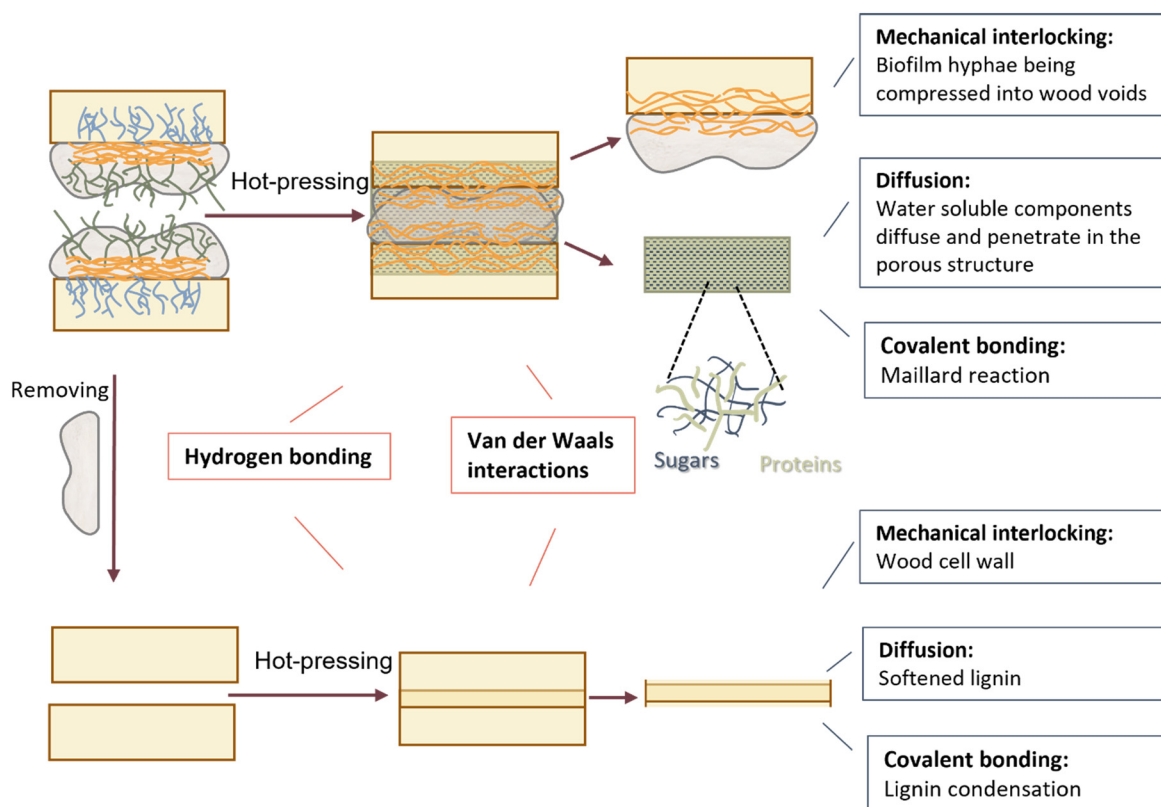 Mechanical interlocking:
Biofilm hyphae being
compressed into wood voids
Hot-pressing
Diffusion:
Water soluble components
diffuse and penetrate in the
porous structure
Covalent bonding:
Maillard reaction
Removing
Hydrogen bonding
Van der Waals
interactions
Sugars
Proteins
Mechanical interlocking:
Wood cell wall
Hot-pressing
Diffusion:
Softened lignin
Covalent bonding:
Lignin condensation